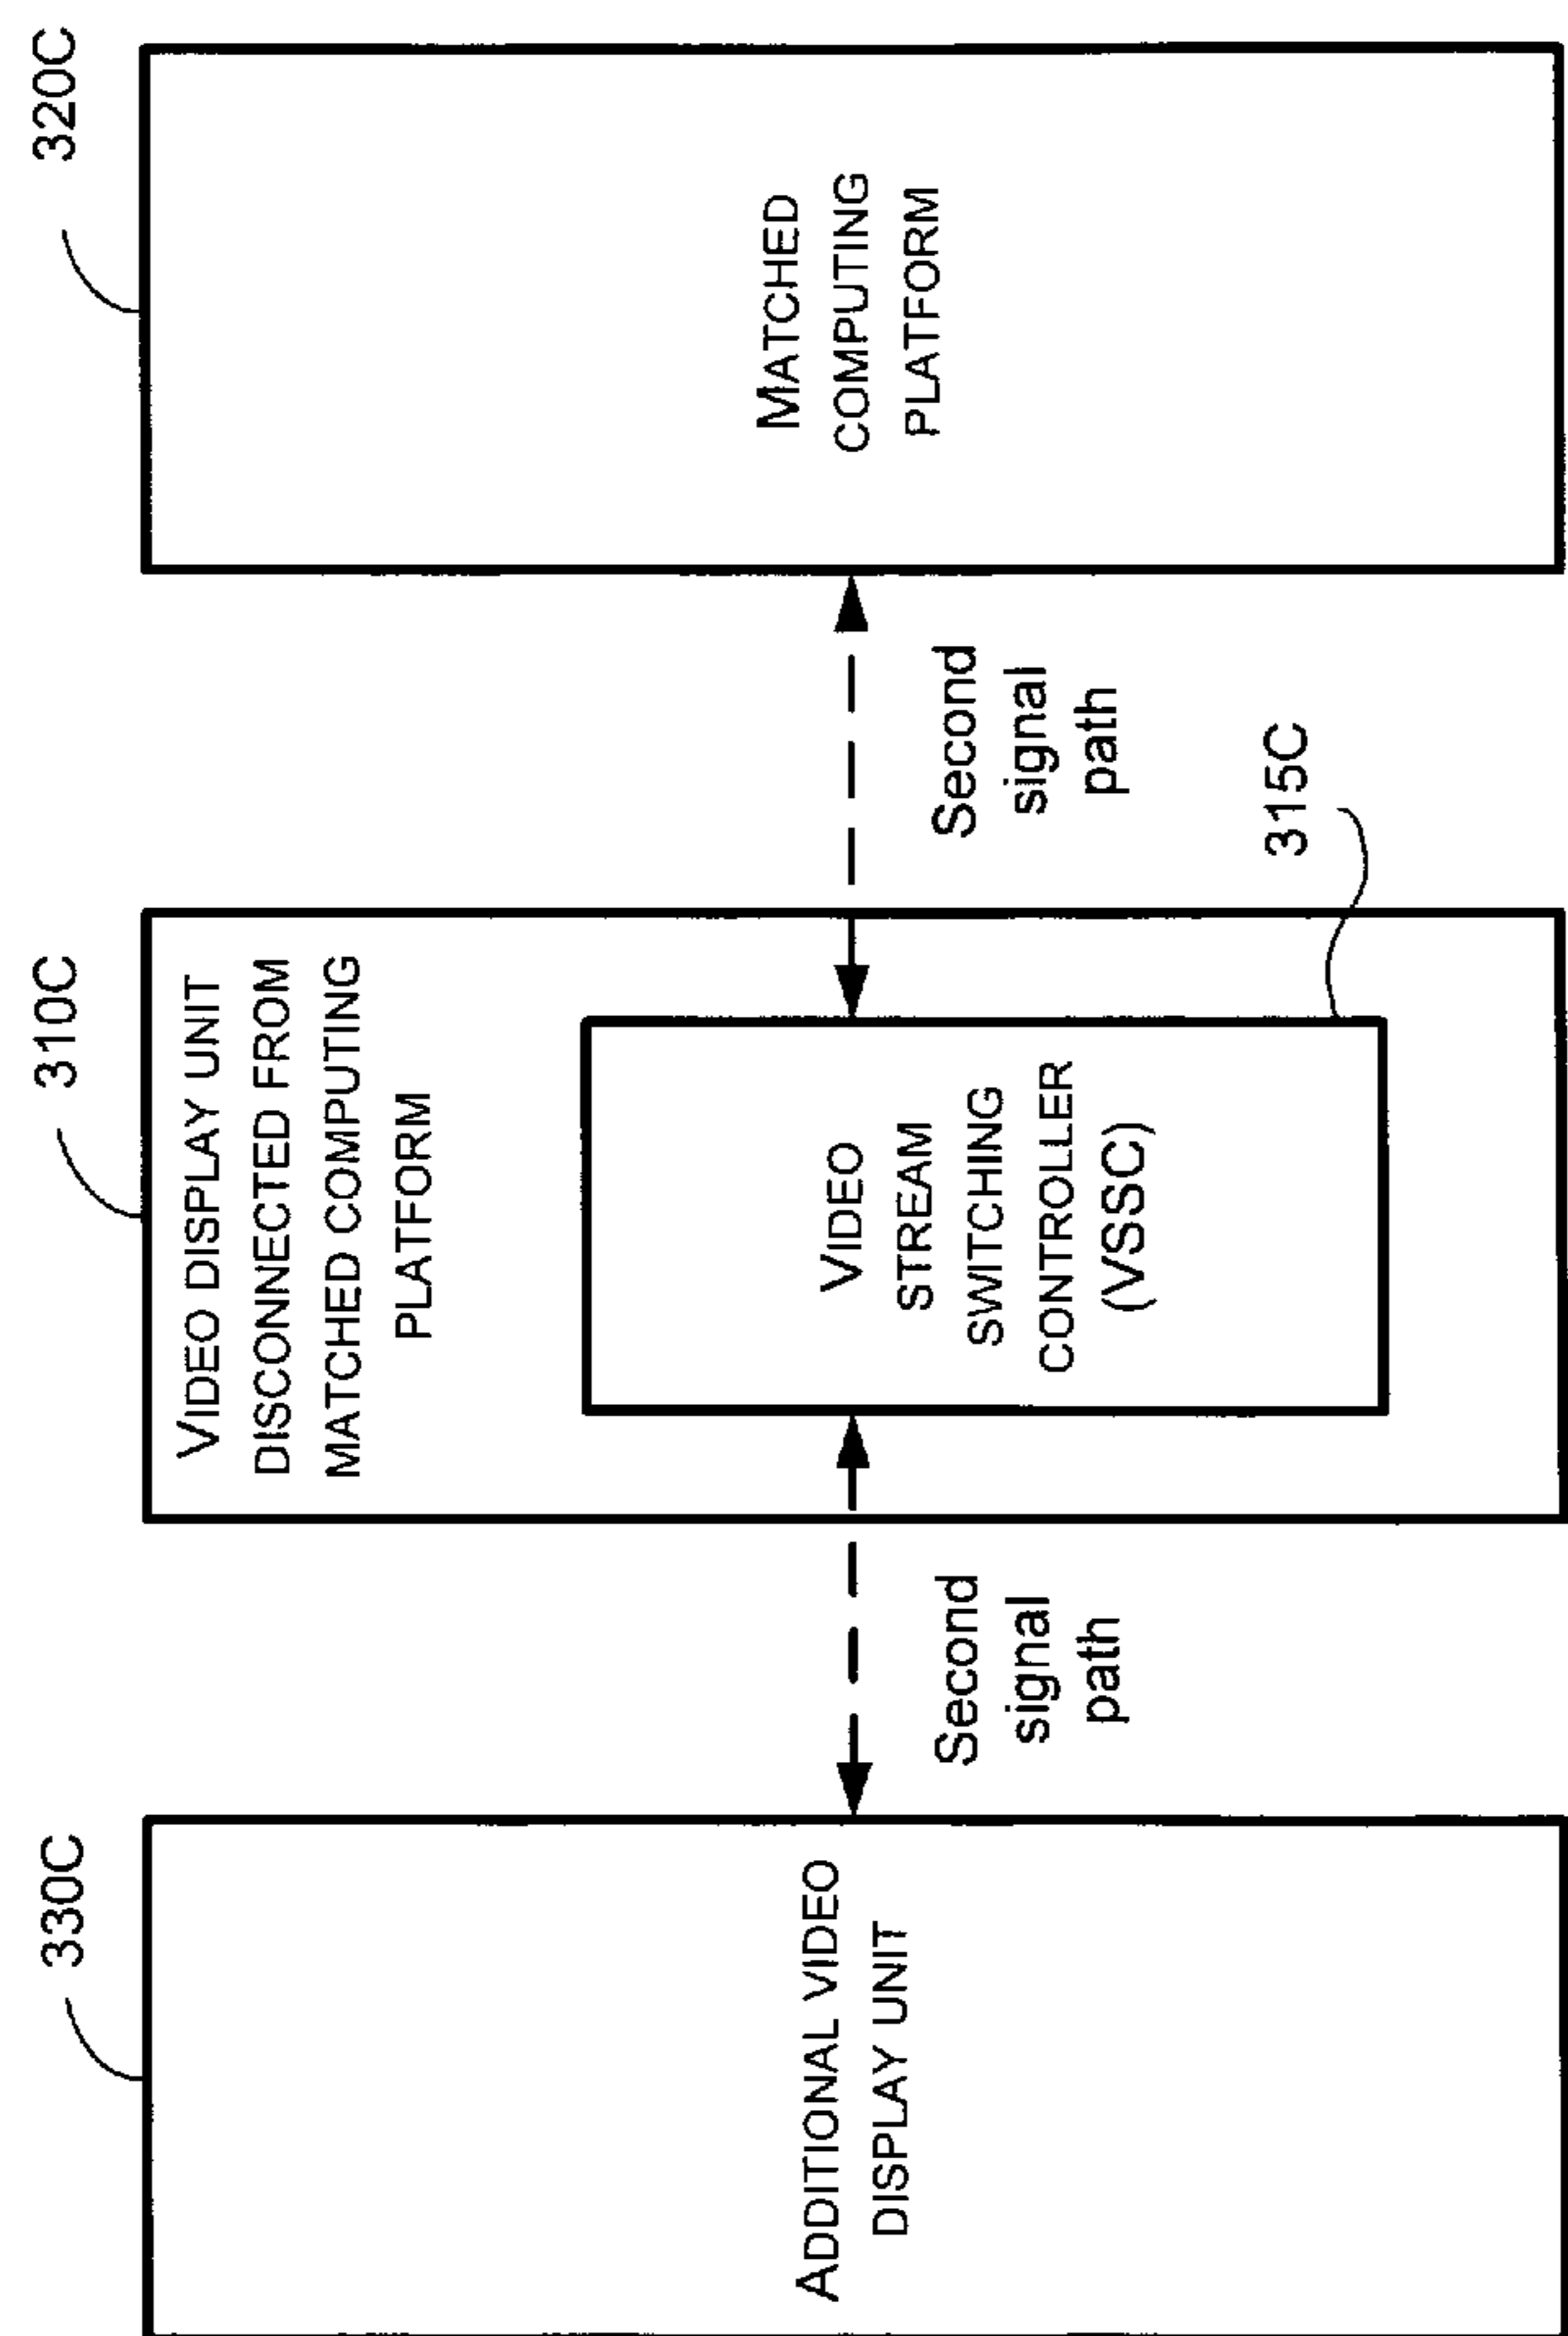 330C
ADDITIONAL VIDEO
DISPLAY UNIT
Second
signal
path
310C
VIDEO DISPLAY UNIT
DISCONNECTED FROM
MATCHED COMPUTING
PLATFORM
VIDEO
STREAM
SWITCHING
CONTROLLER
(VSSC)
315C
Second
signal
path
320C
MATCHED
COMPUTING
PLATFORM